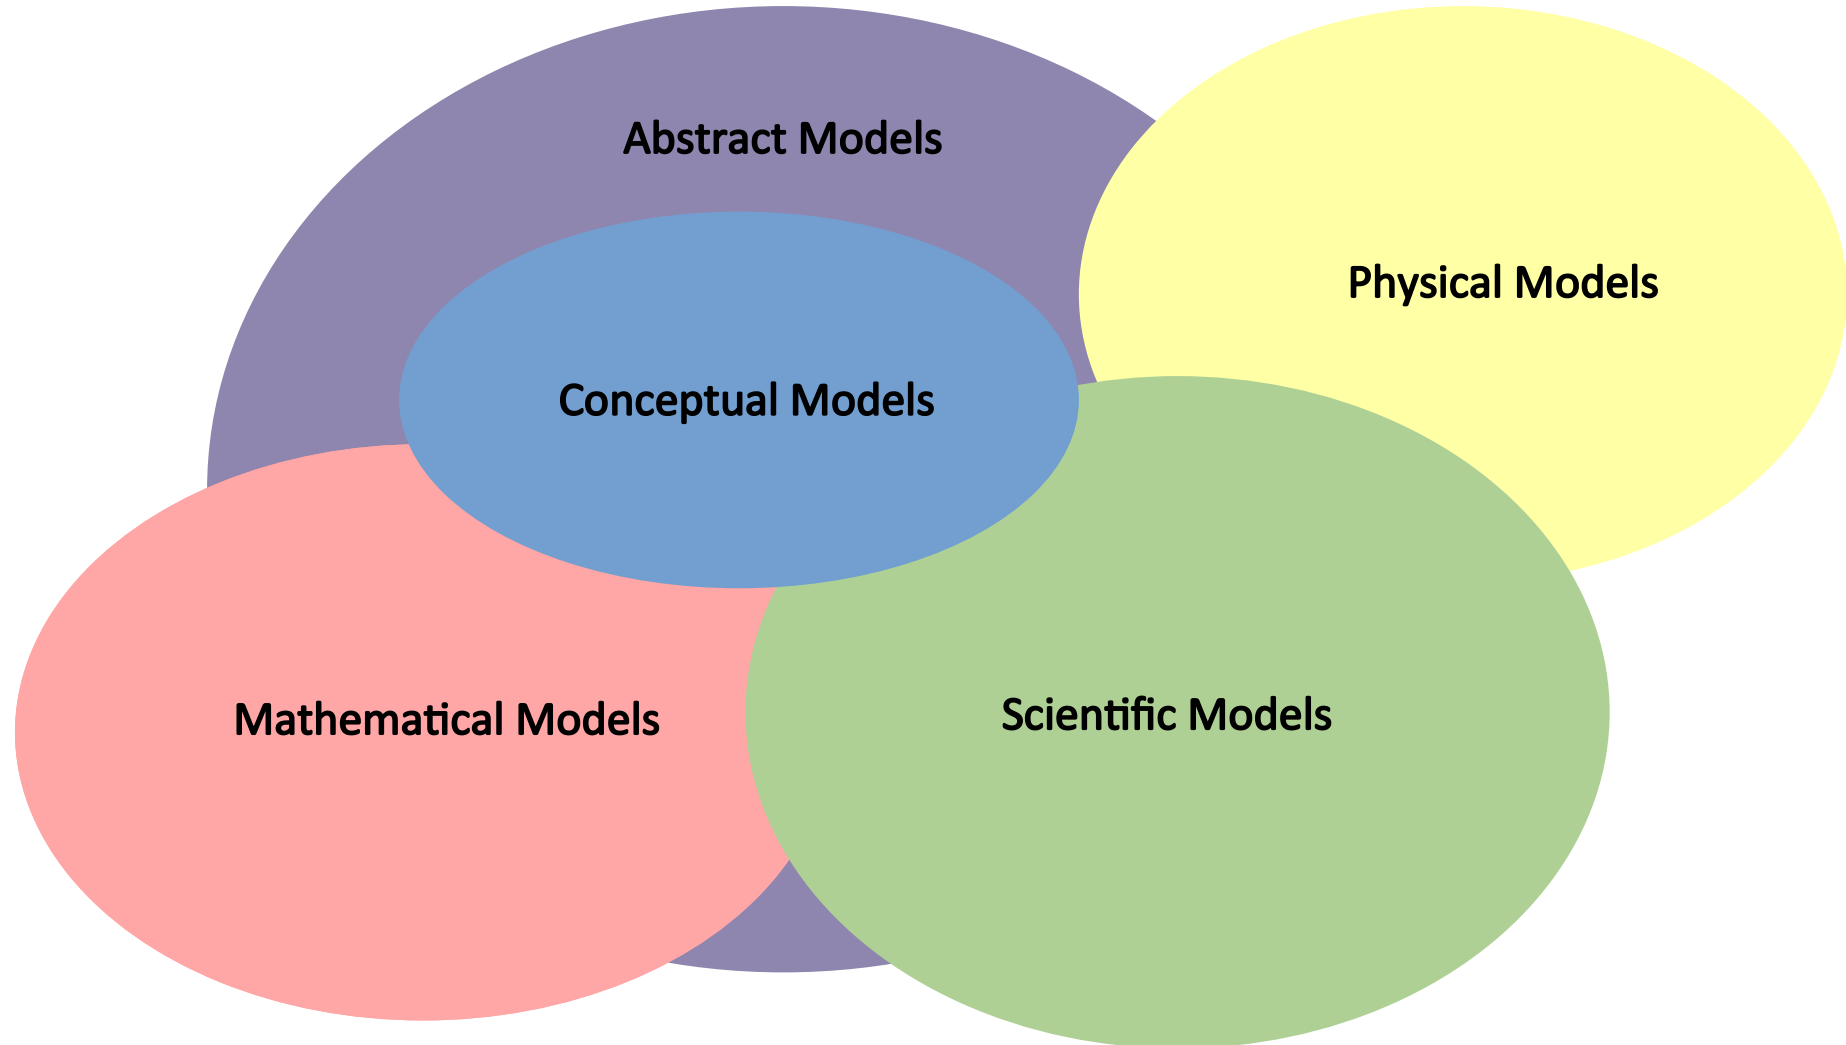 Abstract Models
Physical Models
Conceptual Models
Mathematical Models
Scientific Models